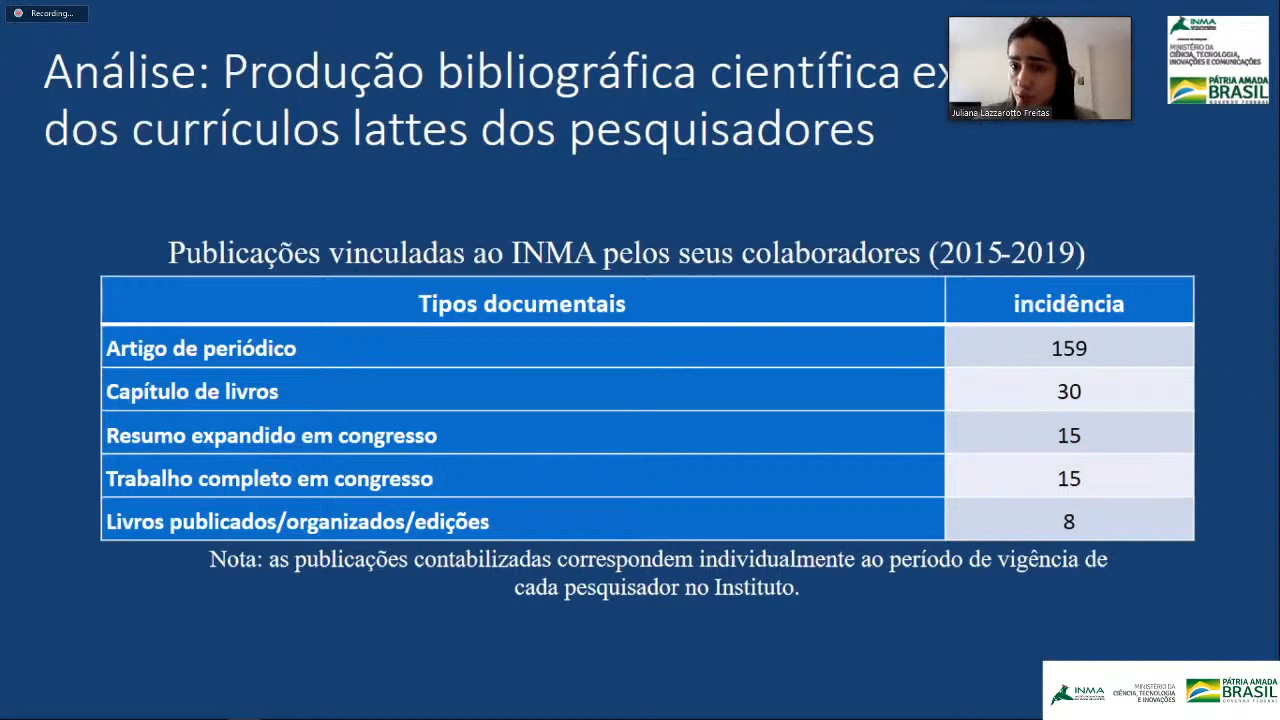 Recording...
Análise: Produção bibliográfica científica ex
dos currículos lattes dos pesquisadores
Juliana Lazzarotto Freitas
INMA
MINISTÉRIO DA
CIÊNCIA, TECNOLOGIA,
INOVAÇÕES E COMUNICAÇÕES
PÁTRIA AMADA
BRASIL
GOVERNO FEDERAL
Publicações vinculadas ao INMA pelos seus colaboradores (2015-2019)
Tipos documentais incidência
Artigo de periódico 159
Capítulo de livros 30
Resumo expandido em congresso 15
Trabalho completo em congresso 15
Livros publicados/organizados/edições 8
Nota: as publicações contabilizadas correspondem individualmente ao período de vigência de
cada pesquisador no Instituto.
INMA
MINISTÉRIO DA
CIÊNCIA, TECNOLOGIA
E INOVAÇÕES
PÁTRIA AMADA
BRASIL
GOVERNO FEDERAL